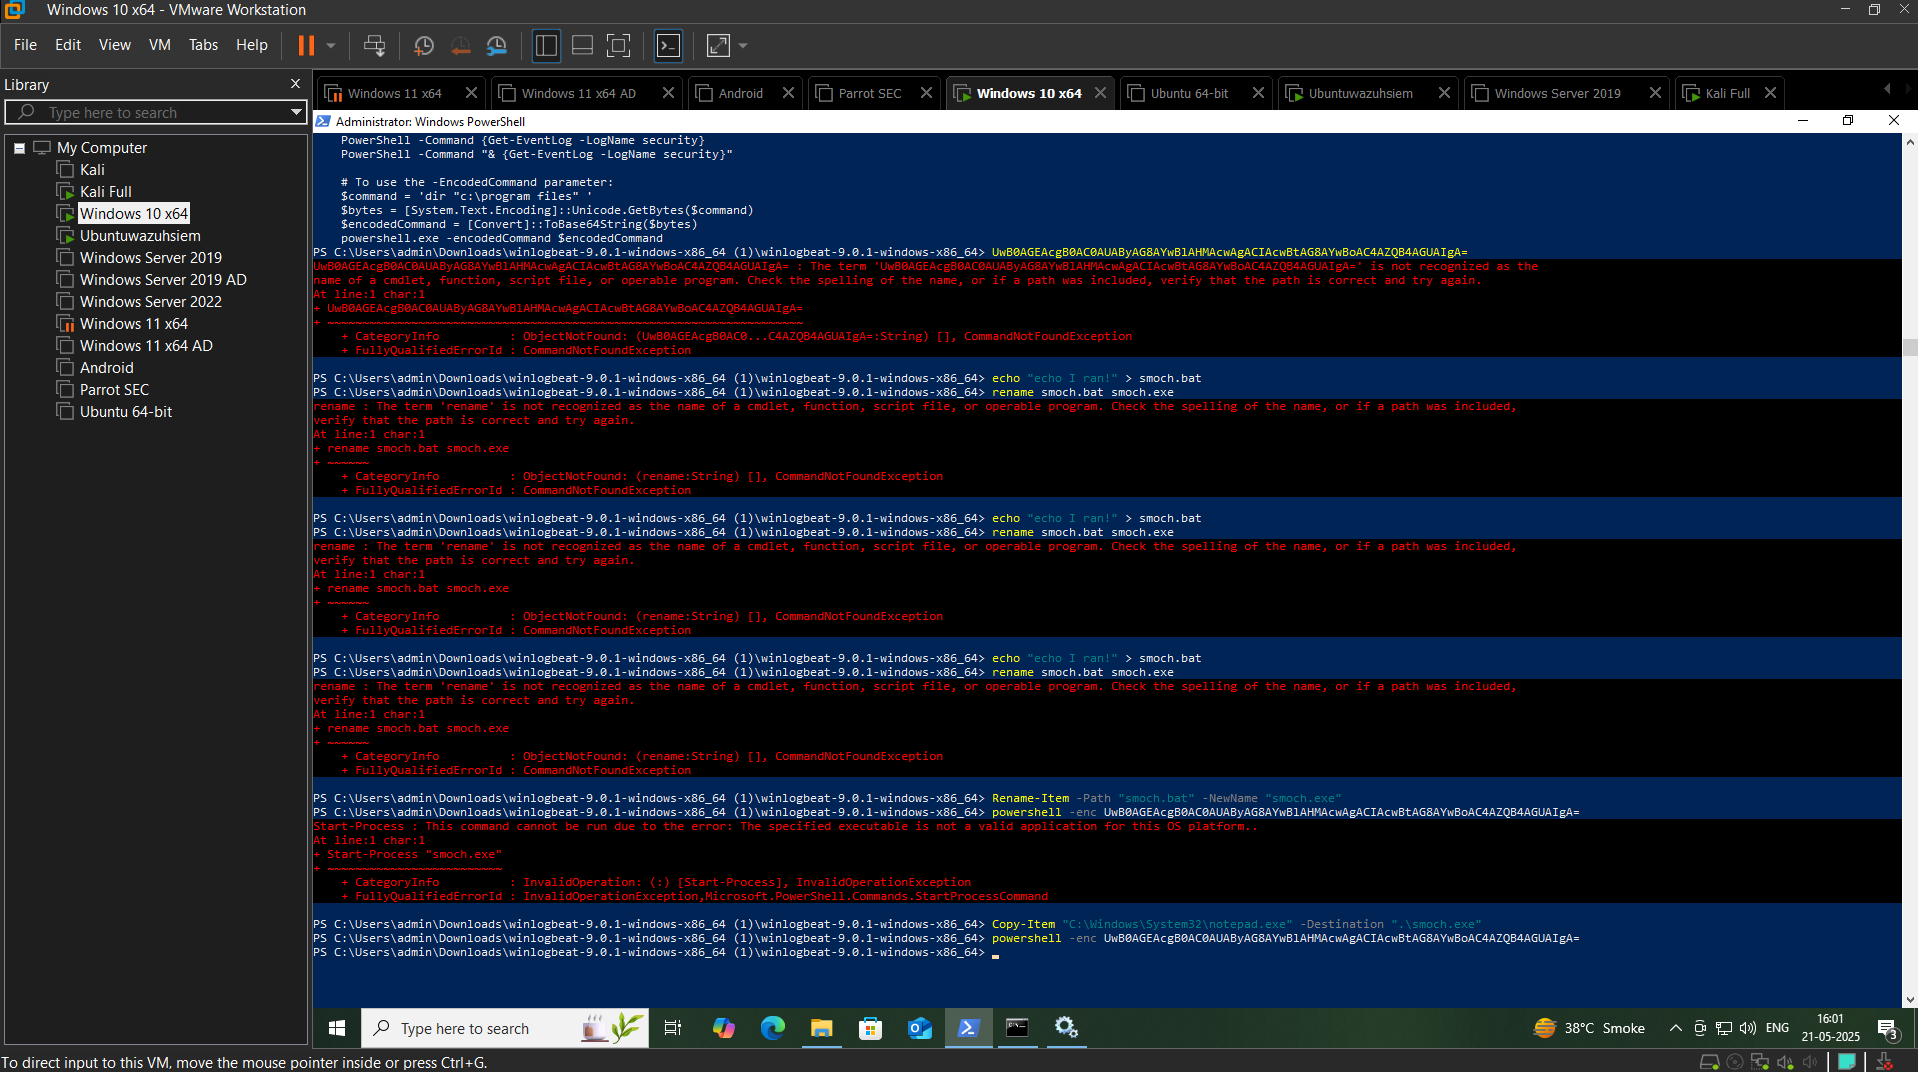 Windows 10 x64 - VMware Workstation
File Edit View VM Tabs Help
Library
Type here to search
My Computer
Kali
Kali Full
Windows 10 x64
Ubuntuwazuhsiem
Windows Server 2019
Windows Server 2019 AD
Windows Server 2022
Windows 11 x64
Windows 11 x64 AD
Android
Parrot SEC
Ubuntu 64-bit
Windows 11 x64 Windows 11 x64 AD Android Parrot SEC Windows 10 x64 Ubuntu 64-bit Ubuntuwazuhsiem Windows Server 2019 Kali Full
Administrator: Windows PowerShell
PowerShell -Command {Get-EventLog -LogName security}
PowerShell -Command "& {Get-EventLog -LogName security}"
# To use the -EncodedCommand parameter:
$command = 'dir "c:\program files" '
$bytes = [System.Text.Encoding]::Unicode.GetBytes($command)
$encodedCommand = [Convert]::ToBase64String($bytes)
powershell.exe -encodedCommand $encodedCommand
PS C:\Users\admin\Downloads\winlogbeat-9.0.1-windows-x86_64 (1)\winlogbeat-9.0.1-windows-x86_64> UwB0AGEAcgB0AC0AUAByAG8AYwBlAHMAcwAgACIAcwBtAG8AYwBoAC4AZQB4AGUAIgA=
UwB0AGEAcgB0AC0AUAByAG8AYwBlAHMAcwAgACIAcwBtAG8AYwBoAC4AZQB4AGUAIgA= : The term 'UwB0AGEAcgB0AC0AUAByAG8AYwBlAHMAcwAgACIAcwBtAG8AYwBoAC4AZQB4AGUAIgA=' is not recognized as the
name of a cmdlet, function, script file, or operable program. Check the spelling of the name, or if a path was included, verify that the path is correct and try again.
At line:1 char:1
+ UwB0AGEAcgB0AC0AUAByAG8AYwBlAHMAcwAgACIAcwBtAG8AYwBoAC4AZQB4AGUAIgA=
+ ~~~~~~~~~~~~~~~~~~~~~~~~~~~~~~~~~~~~~~~~~~~~~~~~~~~~~~~~~~~~~~~~~~~~
+ CategoryInfo : ObjectNotFound: (UwB0AGEAcgB0AC0...C4AZQB4AGUAIgA=:String) [], CommandNotFoundException
+ FullyQualifiedErrorId : CommandNotFoundException
PS C:\Users\admin\Downloads\winlogbeat-9.0.1-windows-x86_64 (1)\winlogbeat-9.0.1-windows-x86_64> echo "echo I ran!" > smoch.bat
PS C:\Users\admin\Downloads\winlogbeat-9.0.1-windows-x86_64 (1)\winlogbeat-9.0.1-windows-x86_64> rename smoch.bat smoch.exe
rename : The term 'rename' is not recognized as the name of a cmdlet, function, script file, or operable program. Check the spelling of the name, or if a path was included,
verify that the path is correct and try again.
At line:1 char:1
+ rename smoch.bat smoch.exe
+ ~~~~~~
+ CategoryInfo : ObjectNotFound: (rename:String) [], CommandNotFoundException
+ FullyQualifiedErrorId : CommandNotFoundException
PS C:\Users\admin\Downloads\winlogbeat-9.0.1-windows-x86_64 (1)\winlogbeat-9.0.1-windows-x86_64> echo "echo I ran!" > smoch.bat
PS C:\Users\admin\Downloads\winlogbeat-9.0.1-windows-x86_64 (1)\winlogbeat-9.0.1-windows-x86_64> rename smoch.bat smoch.exe
rename : The term 'rename' is not recognized as the name of a cmdlet, function, script file, or operable program. Check the spelling of the name, or if a path was included,
verify that the path is correct and try again.
At line:1 char:1
+ rename smoch.bat smoch.exe
+ ~~~~~~
+ CategoryInfo : ObjectNotFound: (rename:String) [], CommandNotFoundException
+ FullyQualifiedErrorId : CommandNotFoundException
PS C:\Users\admin\Downloads\winlogbeat-9.0.1-windows-x86_64 (1)\winlogbeat-9.0.1-windows-x86_64> echo "echo I ran!" > smoch.bat
PS C:\Users\admin\Downloads\winlogbeat-9.0.1-windows-x86_64 (1)\winlogbeat-9.0.1-windows-x86_64> rename smoch.bat smoch.exe
rename : The term 'rename' is not recognized as the name of a cmdlet, function, script file, or operable program. Check the spelling of the name, or if a path was included,
verify that the path is correct and try again.
At line:1 char:1
+ rename smoch.bat smoch.exe
+ ~~~~~~
+ CategoryInfo : ObjectNotFound: (rename:String) [], CommandNotFoundException
+ FullyQualifiedErrorId : CommandNotFoundException
PS C:\Users\admin\Downloads\winlogbeat-9.0.1-windows-x86_64 (1)\winlogbeat-9.0.1-windows-x86_64> Rename-Item -Path "smoch.bat" -NewName "smoch.exe"
PS C:\Users\admin\Downloads\winlogbeat-9.0.1-windows-x86_64 (1)\winlogbeat-9.0.1-windows-x86_64> powershell -enc UwB0AGEAcgB0AC0AUAByAG8AYwBlAHMAcwAgACIAcwBtAG8AYwBoAC4AZQB4AGUAIgA=
Start-Process : This command cannot be run due to the error: The specified executable is not a valid application for this OS platform..
At line:1 char:1
+ Start-Process "smoch.exe"
+ ~~~~~~~~~~~~~~~~~~~~~~~~~
+ CategoryInfo : InvalidOperation: (:) [Start-Process], InvalidOperationException
+ FullyQualifiedErrorId : InvalidOperationException,Microsoft.PowerShell.Commands.StartProcessCommand
PS C:\Users\admin\Downloads\winlogbeat-9.0.1-windows-x86_64 (1)\winlogbeat-9.0.1-windows-x86_64> Copy-Item "C:\Windows\System32\notepad.exe" -Destination ".\smoch.exe"
PS C:\Users\admin\Downloads\winlogbeat-9.0.1-windows-x86_64 (1)\winlogbeat-9.0.1-windows-x86_64> powershell -enc UwB0AGEAcgB0AC0AUAByAG8AYwBlAHMAcwAgACIAcwBtAG8AYwBoAC4AZQB4AGUAIgA=
PS C:\Users\admin\Downloads\winlogbeat-9.0.1-windows-x86_64 (1)\winlogbeat-9.0.1-windows-x86_64>
Type here to search
38°C Smoke
ENG
16:01
21-05-2025
3
To direct input to this VM, move the mouse pointer inside or press Ctrl+G.